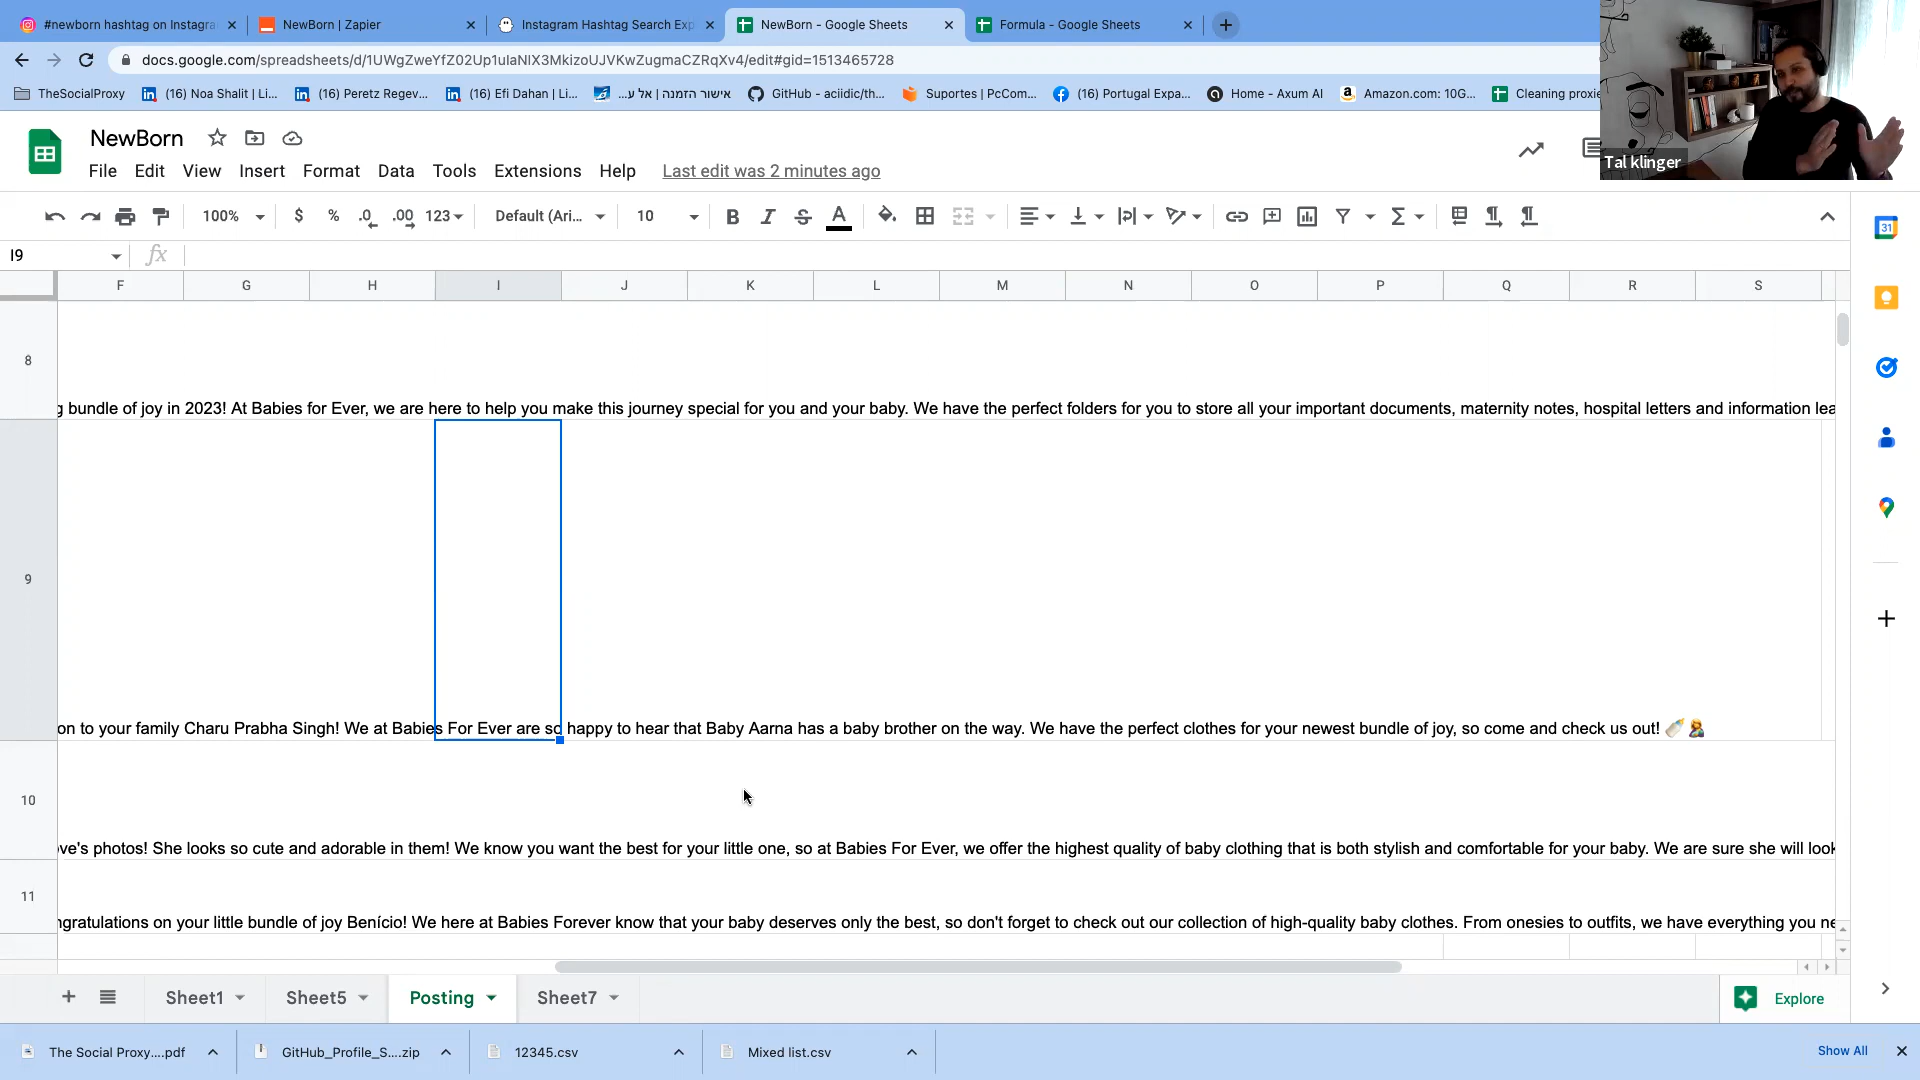 #newborn hashtag on Instagra
NewBorn | Zapier
Instagram Hashtag Search Exp
NewBorn - Google Sheets
Formula - Google Sheets
docs.google.com/spreadsheets/d/1UWgZweYfZ02Up1ulaNlX3MkizoUJVKwZugmaCZRqXv4/edit#gid=1513465728
TheSocialProxy
(16) Noa Shalit | Li...
(16) Peretz Regev...
(16) Efi Dahan | Li...
אישור הזמנה | אל ע...
GitHub - aciidic/th...
Suportes | PcCom...
(16) Portugal Expa...
Home - Axum AI
Amazon.com: 10G...
Cleaning proxie
Tal klinger
NewBorn
File Edit View Insert Format Data Tools Extensions Help Last edit was 2 minutes ago
100% $ % .0 .00 123 Default (Ari... 10 B I S A Σ
31
I9 fx
F G H I J K L M N O P Q R S
8
g bundle of joy in 2023! At Babies for Ever, we are here to help you make this journey special for you and your baby. We have the perfect folders for you to store all your important documents, maternity notes, hospital letters and information lea
9
on to your family Charu Prabha Singh! We at Babies For Ever are so happy to hear that Baby Aarna has a baby brother on the way. We have the perfect clothes for your newest bundle of joy, so come and check us out! 🍼🤱
10
ve's photos! She looks so cute and adorable in them! We know you want the best for your little one, so at Babies For Ever, we offer the highest quality of baby clothing that is both stylish and comfortable for your baby. We are sure she will look
11
ngratulations on your little bundle of joy Benício! We here at Babies Forever know that your baby deserves only the best, so don't forget to check out our collection of high-quality baby clothes. From onesies to outfits, we have everything you ne
Sheet1 Sheet5 Posting Sheet7
Explore
The Social Proxy....pdf
GitHub_Profile_S....zip
12345.csv
Mixed list.csv
Show All